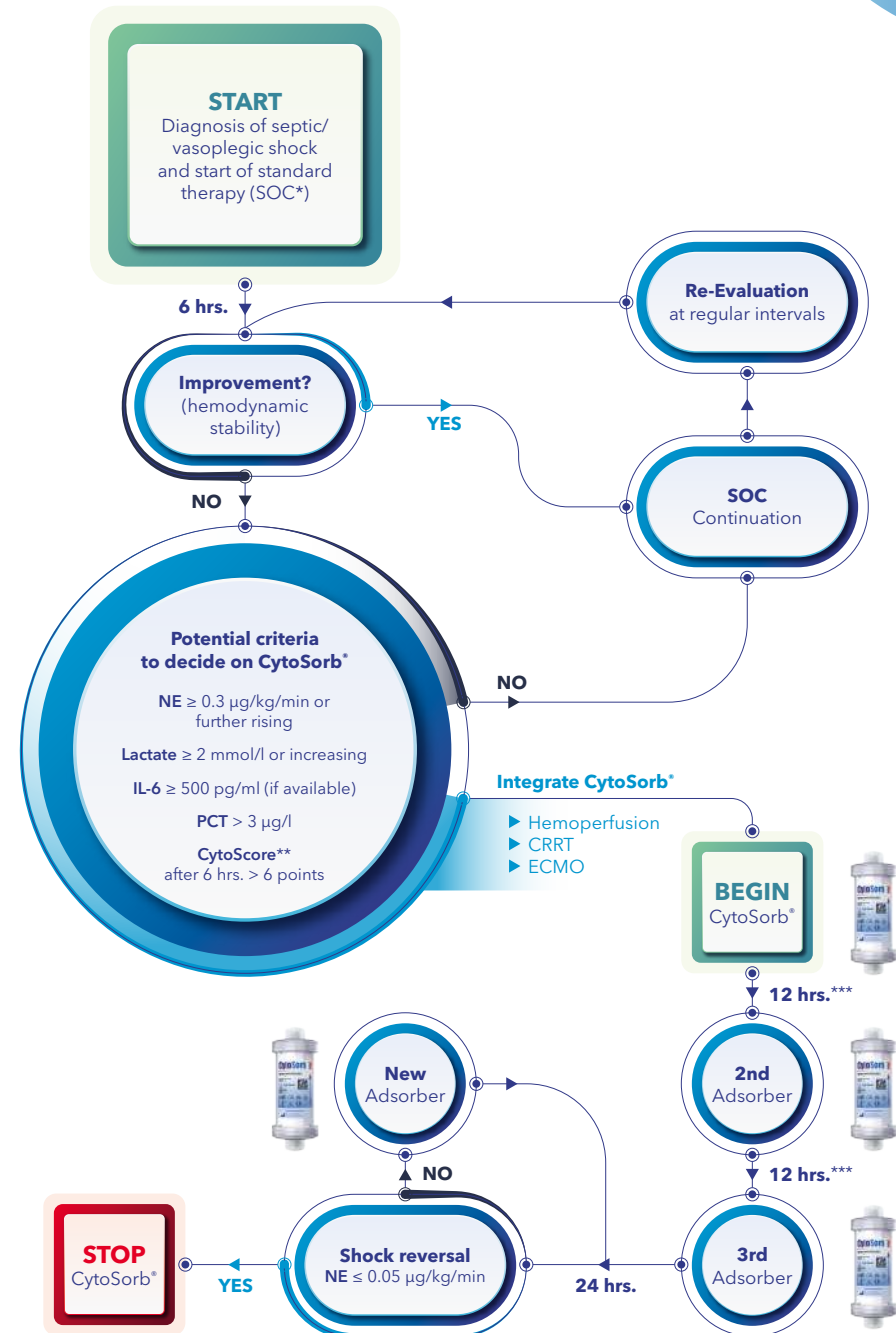 START
Diagnosis of septic/
vasoplegic shock
and start of standard
therapy (SOC*)
6 hrs.
Re-Evaluation
at regular intervals
Improvement?
(hemodynamic
stability)
YES
NO
SOC
Continuation
Potential criteria
to decide on CytoSorb®
NE ≥ 0.3 µg/kg/min or
further rising
Lactate ≥ 2 mmol/l or increasing
IL-6 ≥ 500 pg/ml (if available)
PCT > 3 µg/l
CytoScore**
after 6 hrs. > 6 points
NO
Integrate CytoSorb®
Hemoperfusion
CRRT
ECMO
BEGIN
CytoSorb®
12 hrs.***
2nd
Adsorber
12 hrs.***
3rd
Adsorber
24 hrs.
New
Adsorber
NO
Shock reversal
NE ≤ 0.05 µg/kg/min
YES
STOP
CytoSorb®
CytoSorb
CytoSorb
CytoSorb
CytoSorb